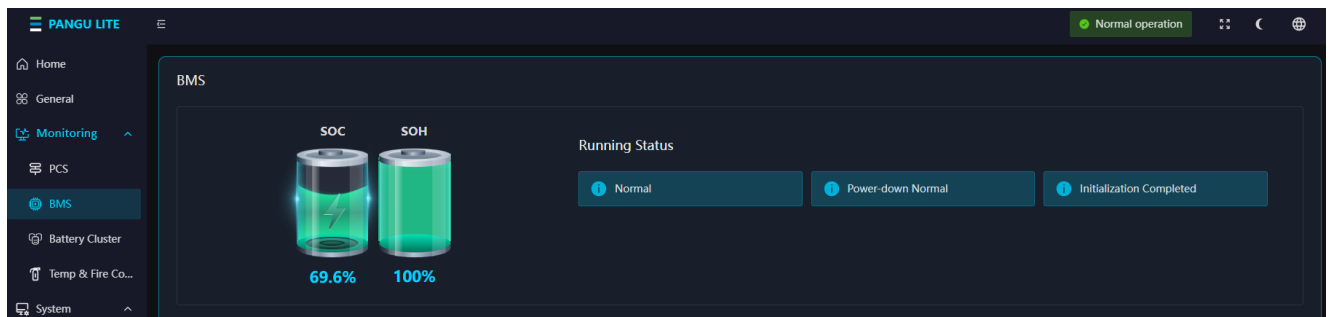 PANGU LITE
Normal operation
Home
General
Monitoring
PCS
BMS
Battery Cluster
Temp & Fire Co...
System
BMS
SOC SOH
69.6% 100%
Running Status
Normal
Power-down Normal
Initialization Completed